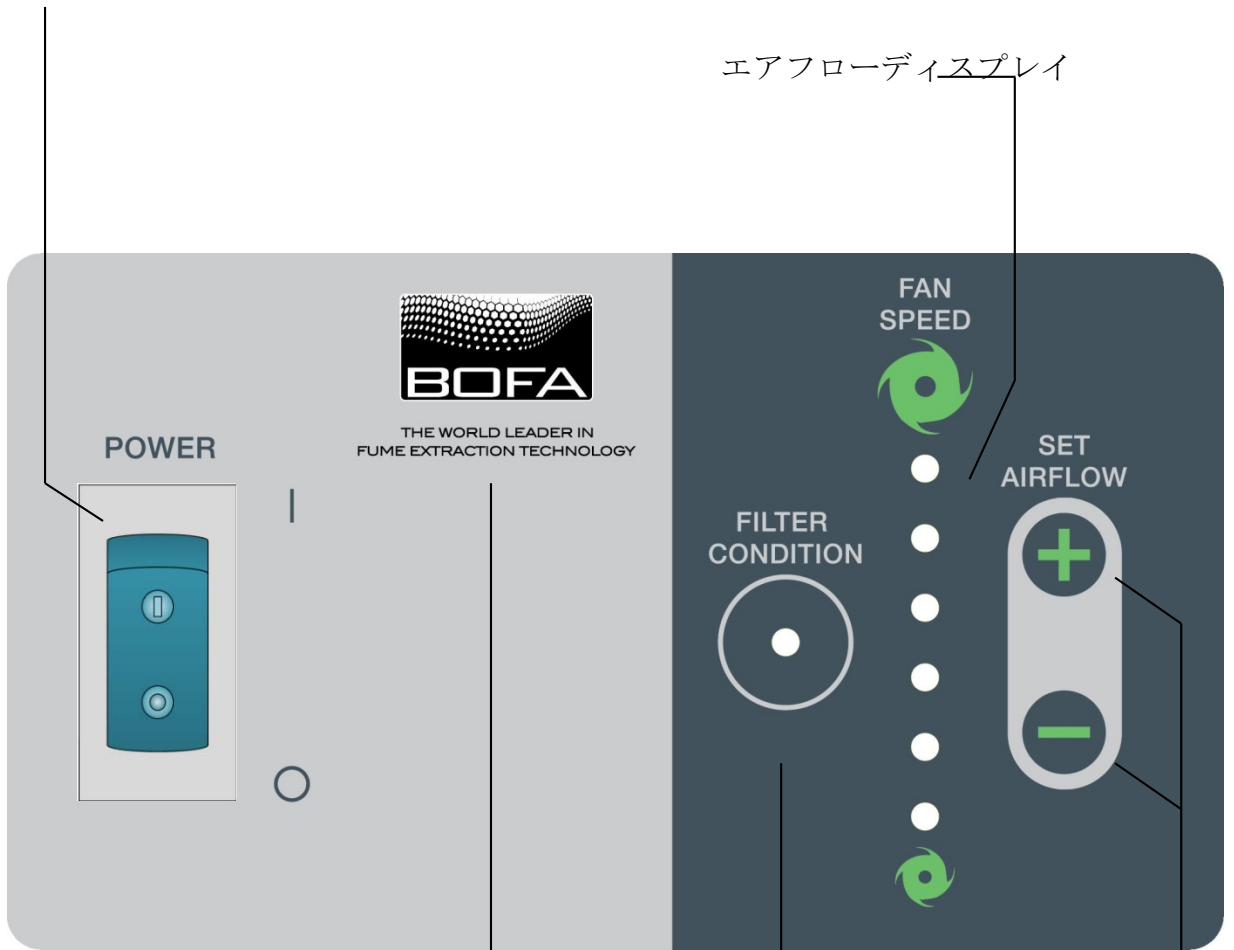 エアフローディスプレイ
BOFA
THE WORLD LEADER IN
FUME EXTRACTION TECHNOLOGY
POWER
FAN
SPEED
FILTER
CONDITION
SET
AIRFLOW